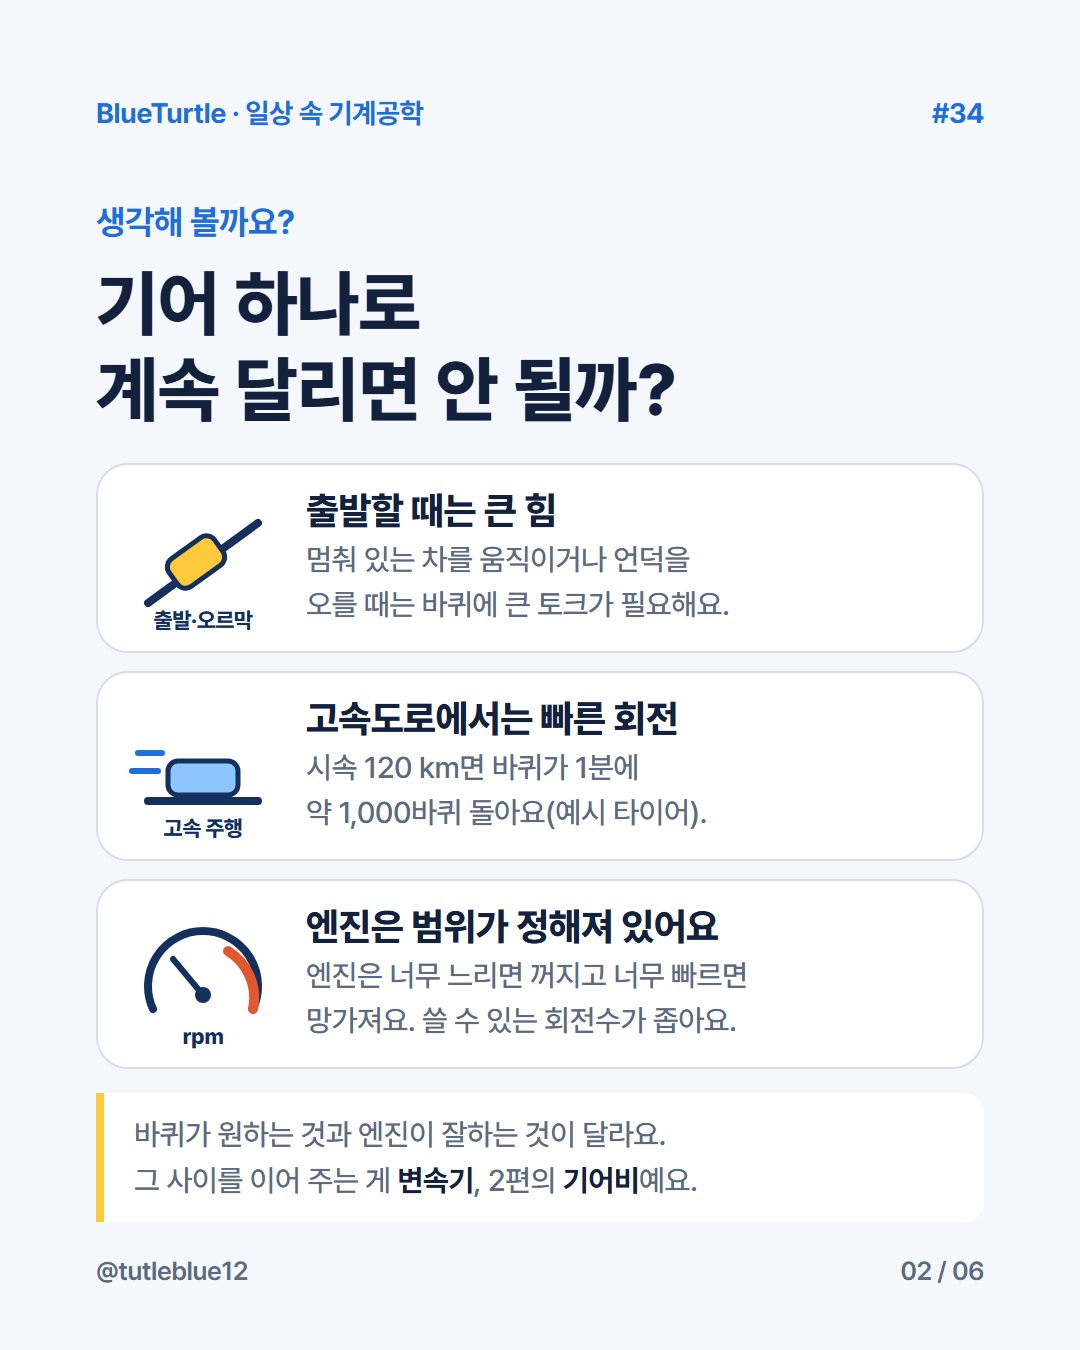 BlueTurtle · 일상 속 기계공학
#34
생각해 볼까요?
기어 하나로
계속 달리면 안 될까?
출발·오르막
출발할 때는 큰 힘
멈춰 있는 차를 움직이거나 언덕을
오를 때는 바퀴에 큰 토크가 필요해요.
고속 주행
고속도로에서는 빠른 회전
시속 120 km면 바퀴가 1분에
약 1,000바퀴 돌아요(예시 타이어).
rpm
엔진은 범위가 정해져 있어요
엔진은 너무 느리면 꺼지고 너무 빠르면
망가져요. 쓸 수 있는 회전수가 좁아요.
바퀴가 원하는 것과 엔진이 잘하는 것이 달라요.
그 사이를 이어 주는 게 변속기, 2편의 기어비예요.
@tutleblue12
02 / 06